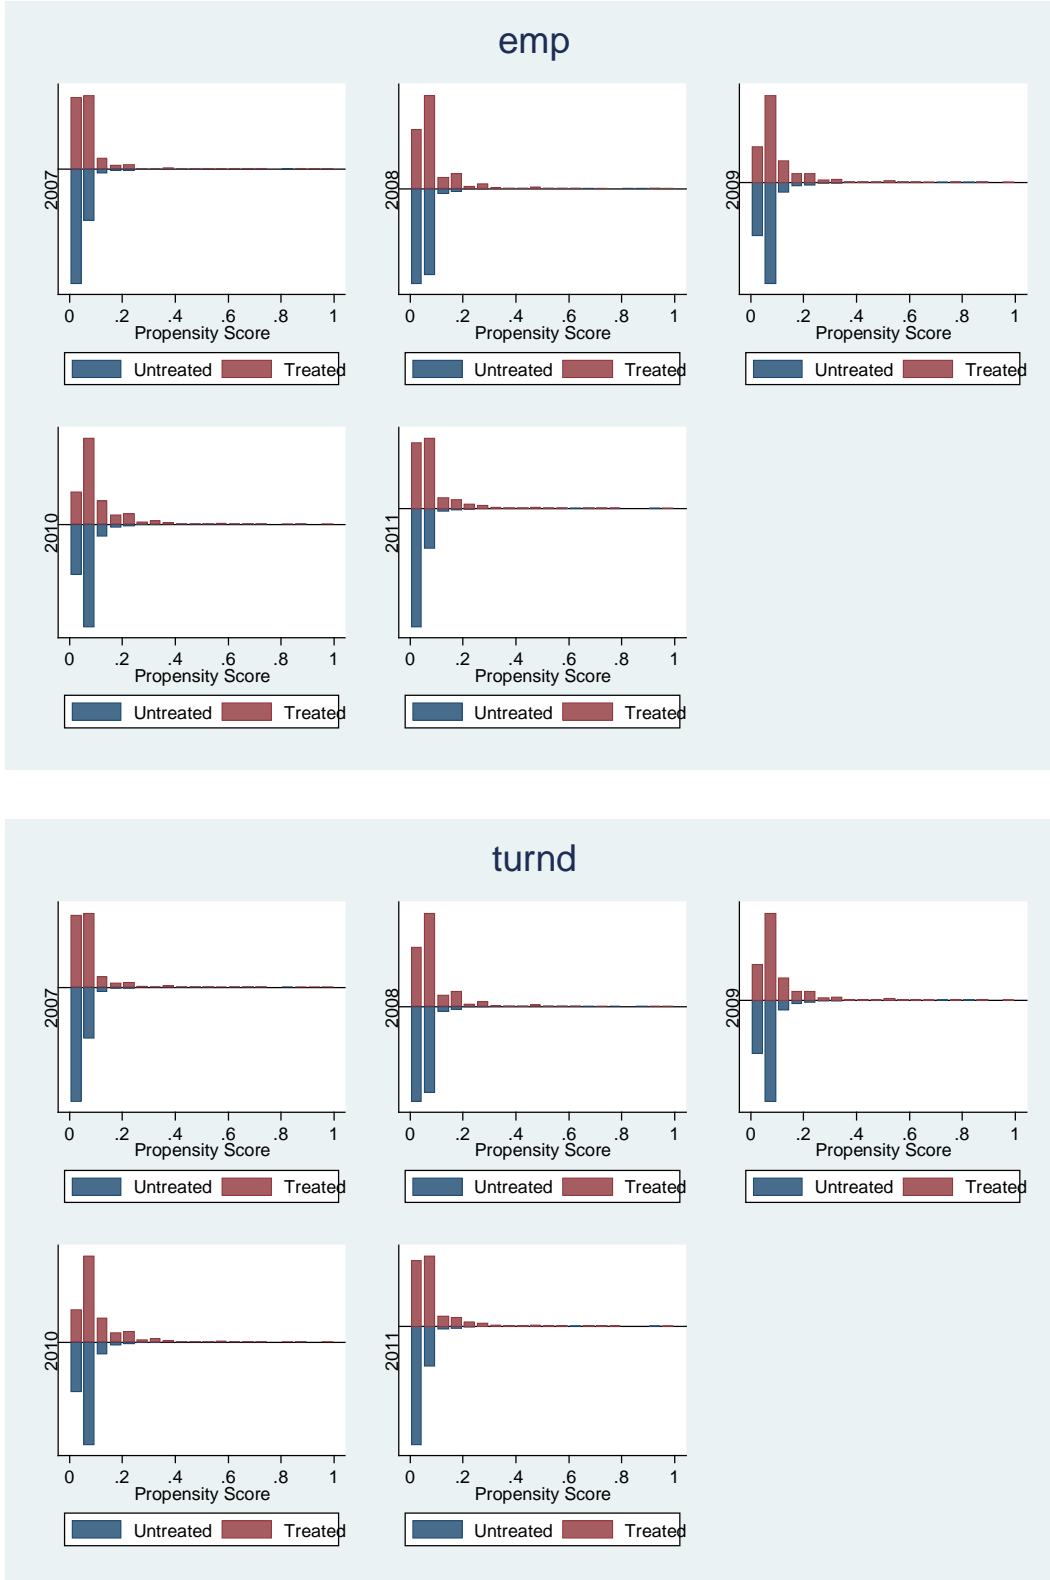 emp
2007
0 .2 .4 .6 .8 1
Propensity Score
Untreated Treated
2008
0 .2 .4 .6 .8 1
Propensity Score
Untreated Treated
2009
0 .2 .4 .6 .8 1
Propensity Score
Untreated Treated
2010
0 .2 .4 .6 .8 1
Propensity Score
Untreated Treated
2011
0 .2 .4 .6 .8 1
Propensity Score
Untreated Treated
turnd
2007
0 .2 .4 .6 .8 1
Propensity Score
Untreated Treated
2008
0 .2 .4 .6 .8 1
Propensity Score
Untreated Treated
2009
0 .2 .4 .6 .8 1
Propensity Score
Untreated Treated
2010
0 .2 .4 .6 .8 1
Propensity Score
Untreated Treated
2011
0 .2 .4 .6 .8 1
Propensity Score
Untreated Treated